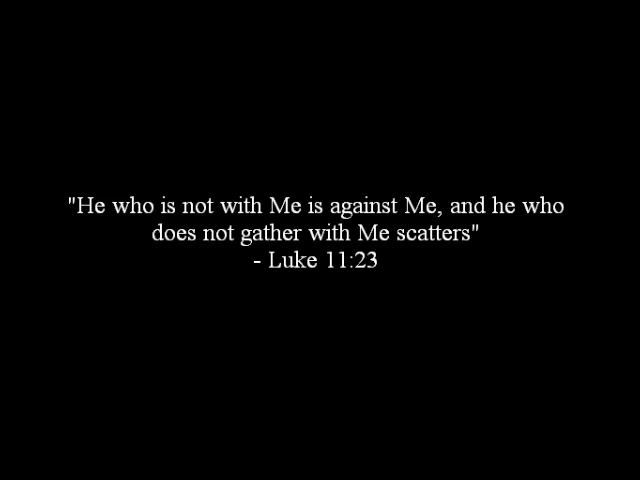 "He who is not with Me is against Me, and he who
does not gather with Me scatters"
- Luke 11:23